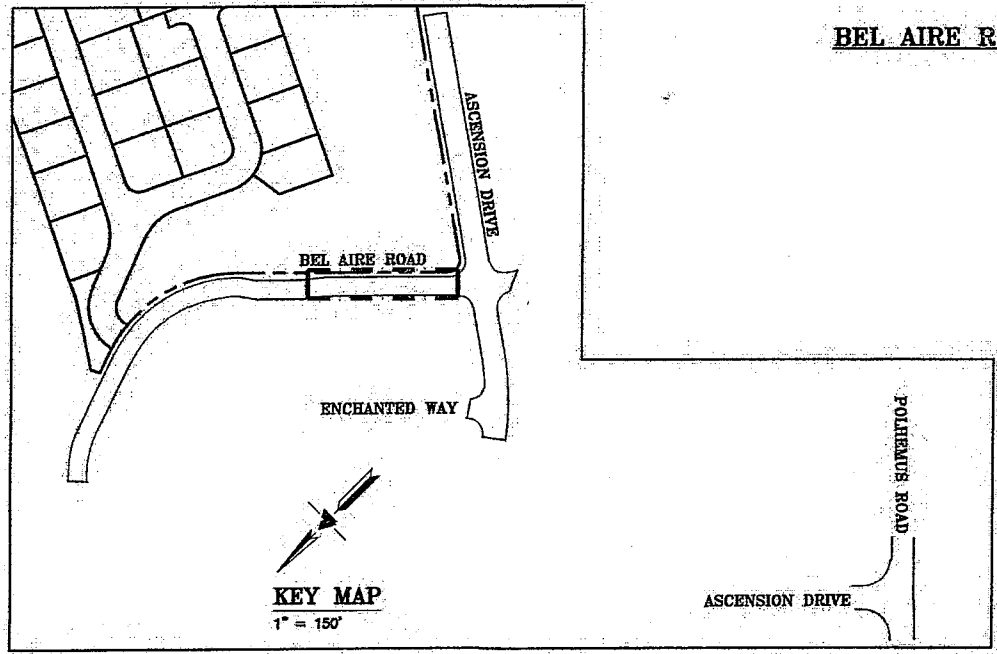 BEL AIRE R
ASCENSION DRIVE
BEL AIRE ROAD
ENCHANTED WAY
POLHEMUS ROAD
ASCENSION DRIVE
KEY MAP
1" = 150'